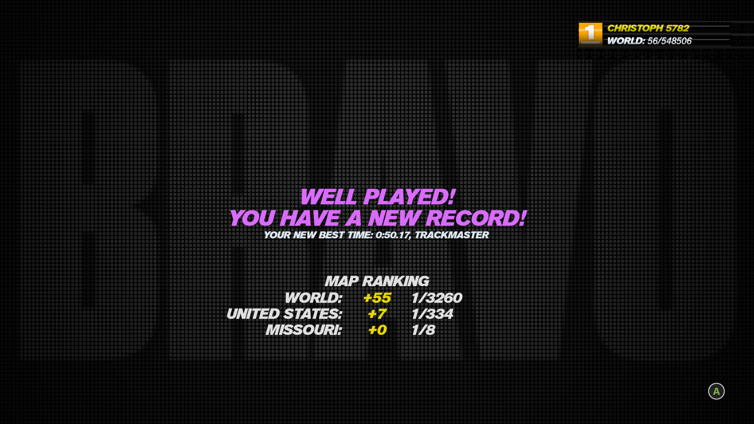 1
CHRISTOPH 5782
WORLD: 56/548506
BRAVO
WELL PLAYED!
YOU HAVE A NEW RECORD!
YOUR NEW BEST TIME: 0:50.17, TRACKMASTER
MAP RANKING
WORLD: +55 1/3260
UNITED STATES: +7 1/334
MISSOURI: +0 1/8
A